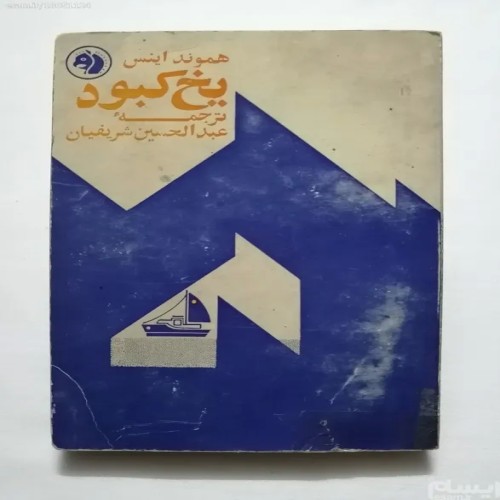 هموند اینس
یخ کبود
ترجمهٔ
عبدالحسین شریفیان